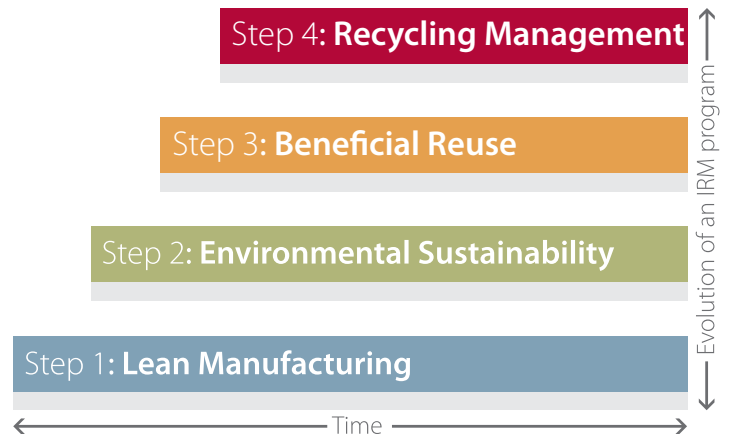 Step 4: Recycling Management
Step 3: Beneficial Reuse
Step 2: Environmental Sustainability
Step 1: Lean Manufacturing
Time
Evolution of an IRM program